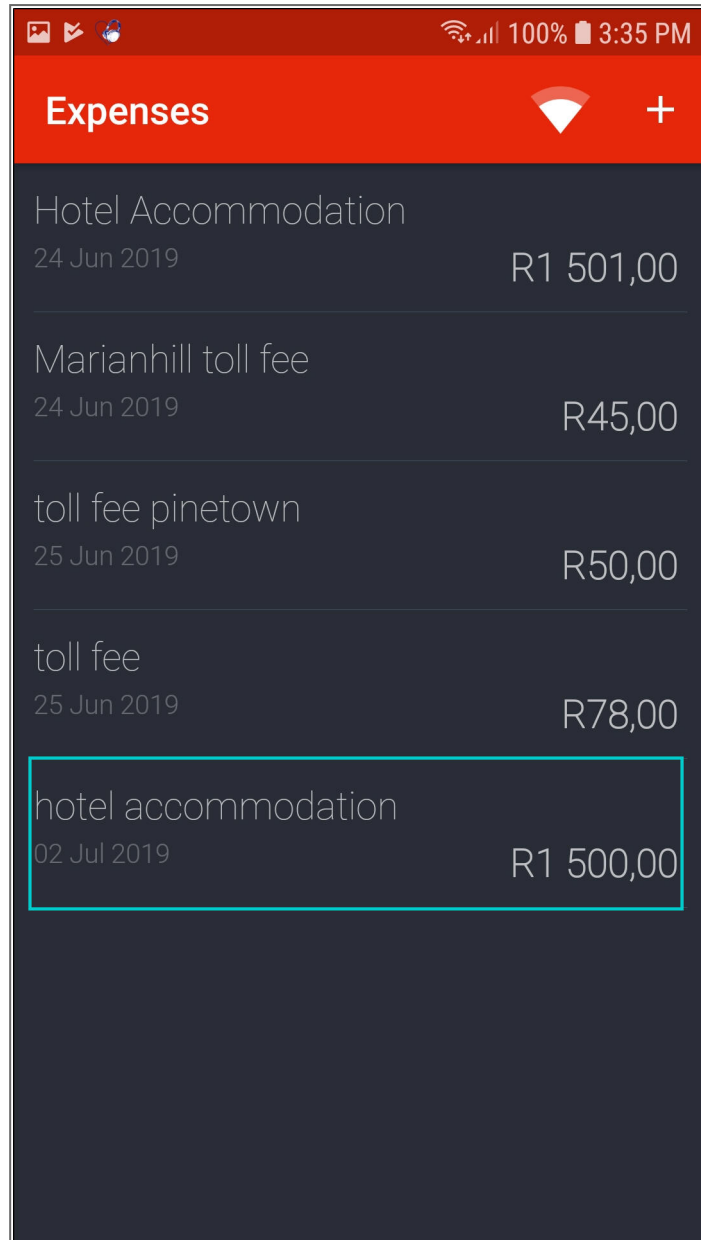 100% 3:35 PM
Expenses +
Hotel Accommodation
24 Jun 2019
R1 501,00
Marianhill toll fee
24 Jun 2019
R45,00
toll fee pinetown
25 Jun 2019
R50,00
toll fee
25 Jun 2019
R78,00
hotel accommodation
02 Jul 2019
R1 500,00